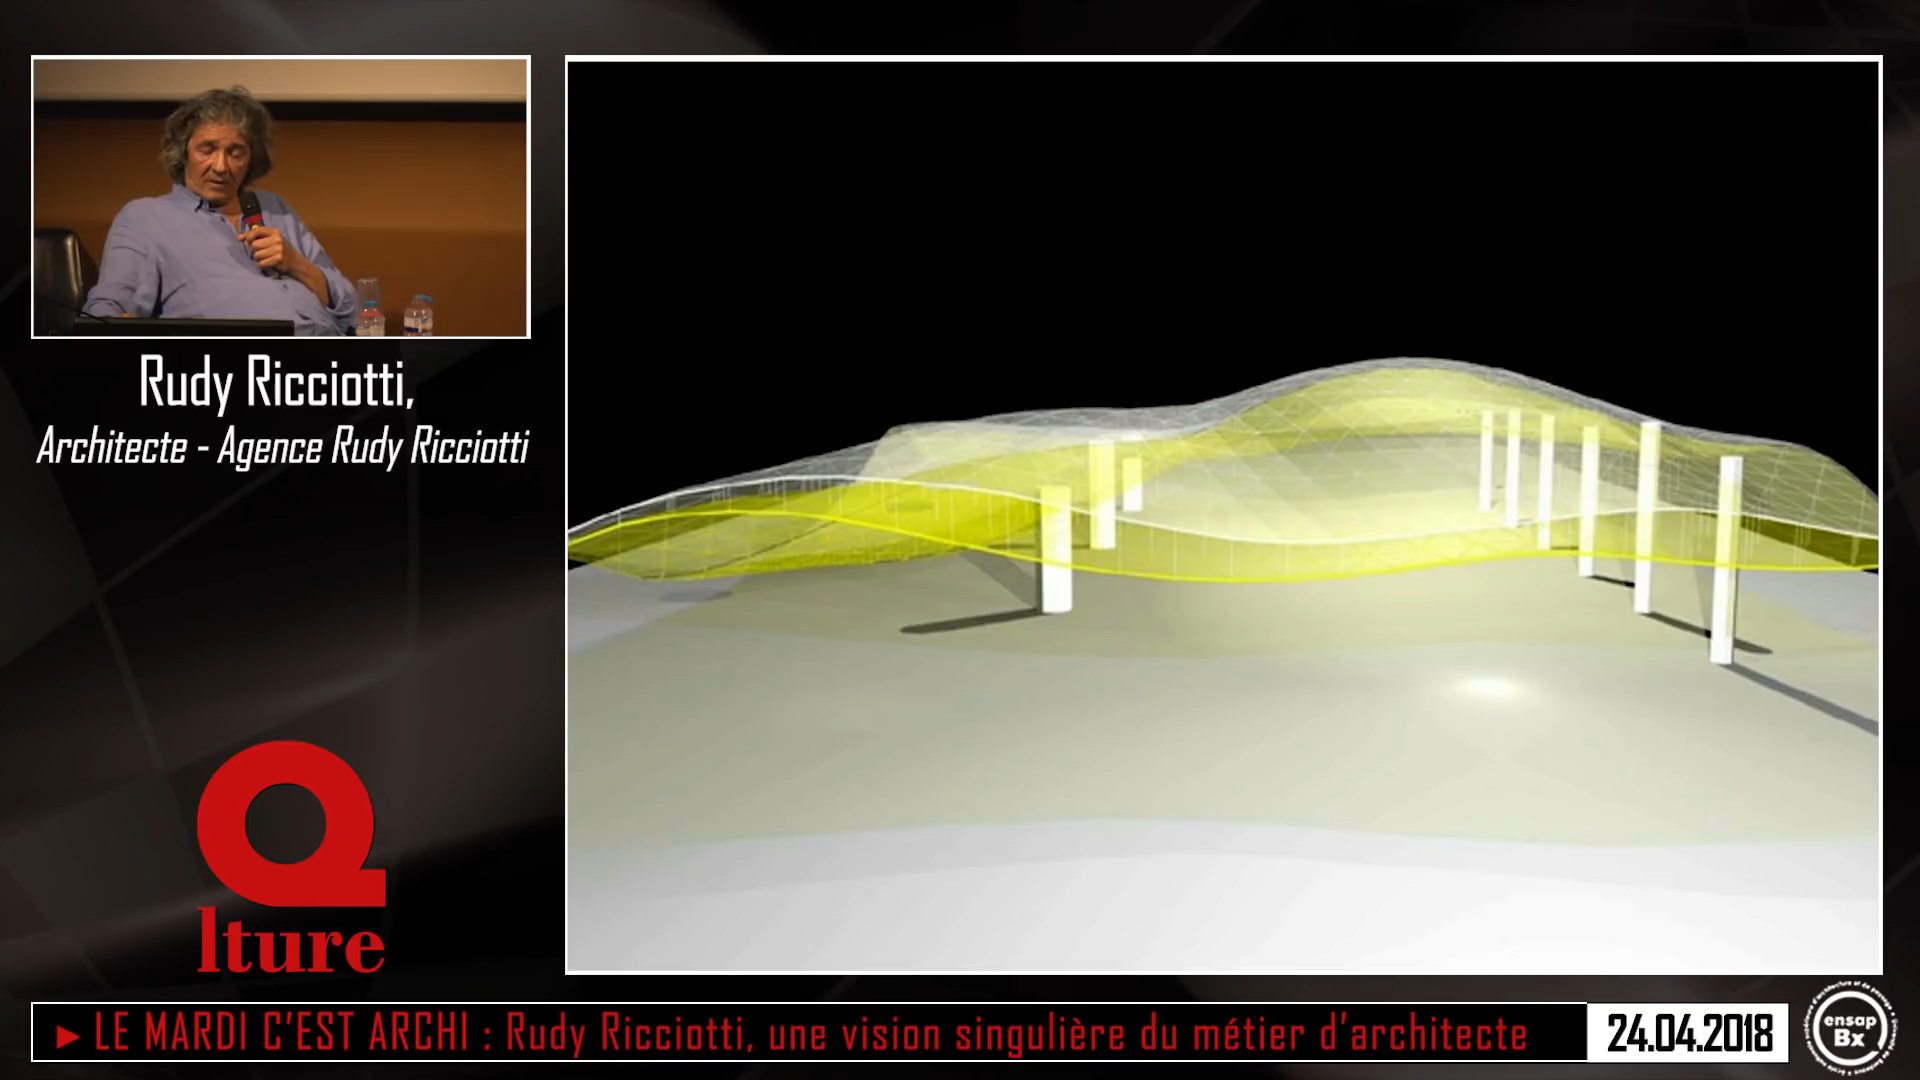 Rudy Ricciotti,
Architecte - Agence Rudy Ricciotti
Q
lture
► LE MARDI C'EST ARCHI : Rudy Ricciotti, une vision singulière du métier d'architecte
24.04.2018
ensap
Bx